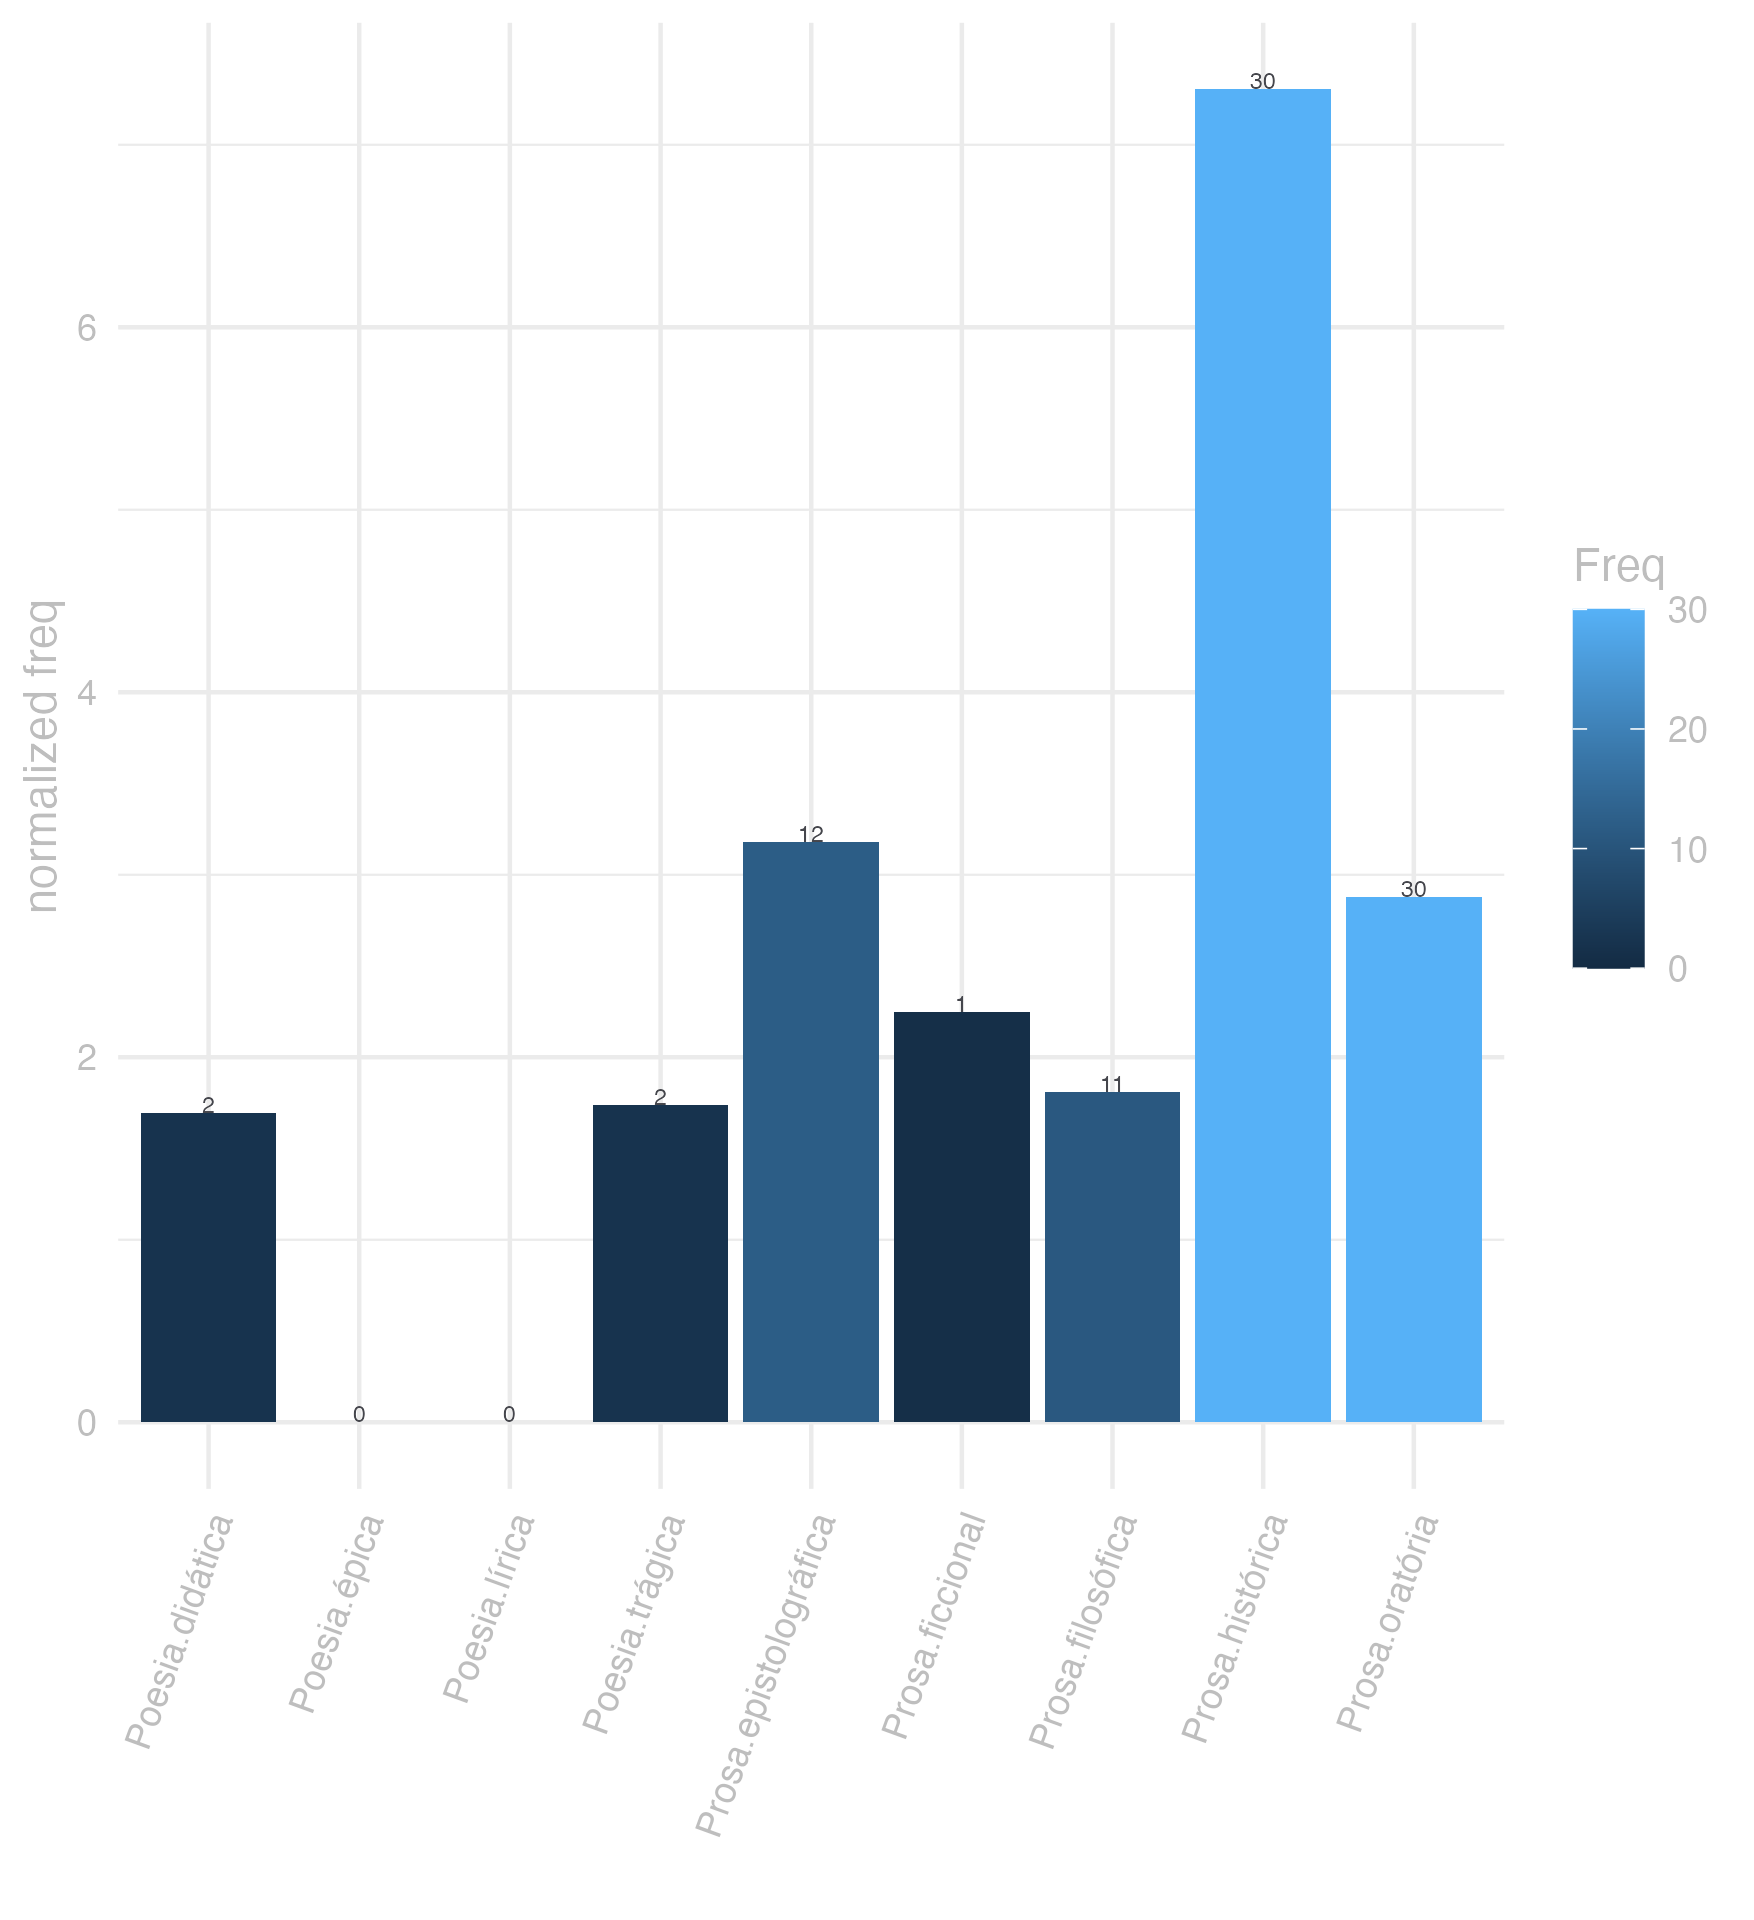 30
6
Freq
30
normalized freq
4
20
12
10
30
0
1
2
11
2
2
0
0
0
Poesia.didática
Poesia.épica
Poesia.lírica
Poesia.trágica
Prosa.epistolográfica
Prosa.ficcional
Prosa.filosófica
Prosa.histórica
Prosa.oratória